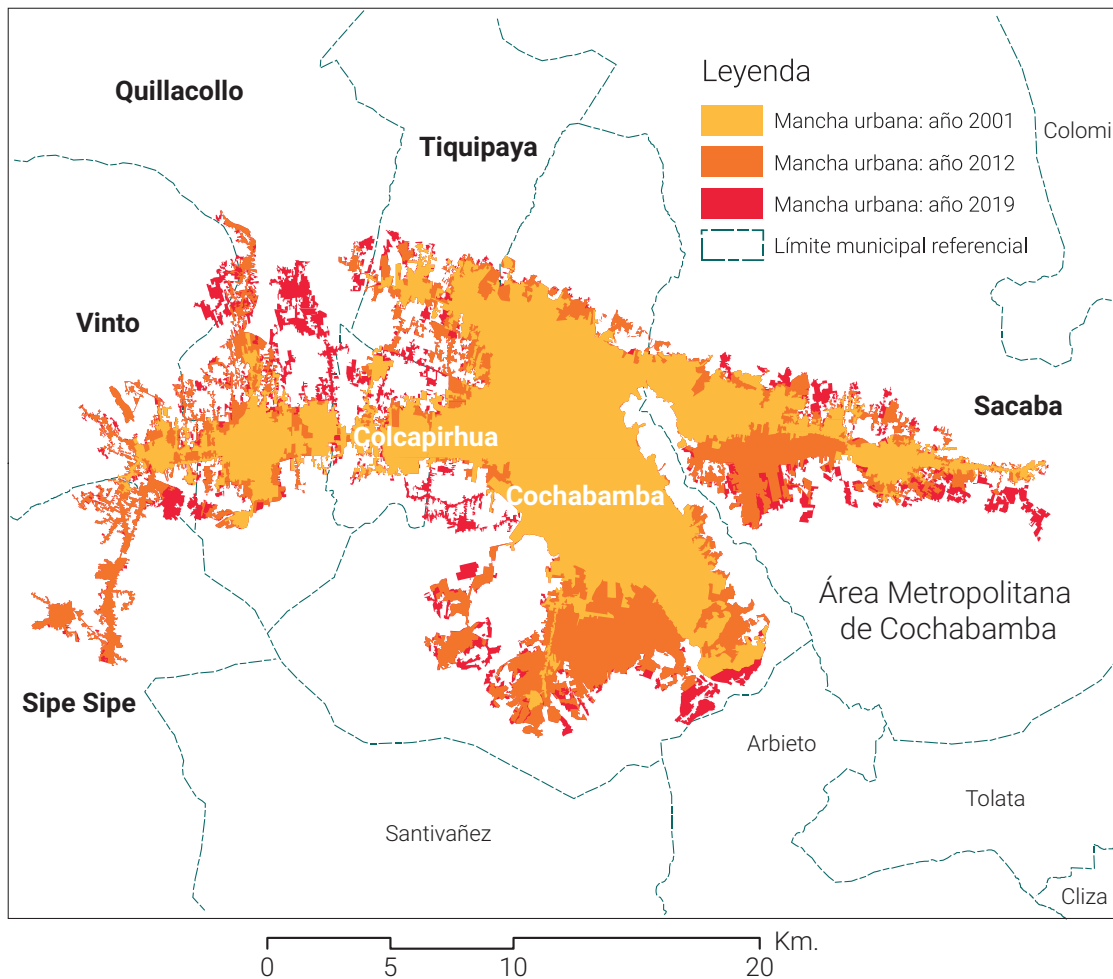 Quillacollo
Tiquipaya
Leyenda
Mancha urbana: año 2001
Mancha urbana: año 2012
Mancha urbana: año 2019
Límite municipal referencial
Colomi
Vinto
Sacaba
Colcapirhua
Cochabamba
Área Metropolitana
de Cochabamba
Sipe Sipe
Arbieto
Tolata
Santivañez
Cliza
Km.
0 5 10 20